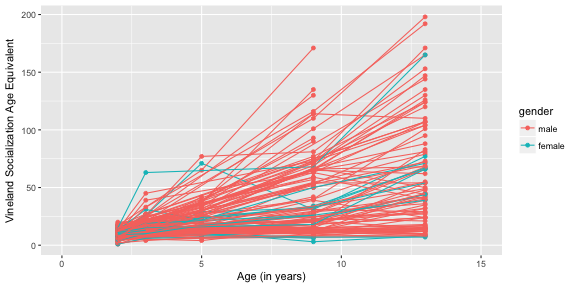 Vineland Socialization Age Equivalent
200
150
100
50
0
0
5
10
15
Age (in years)
gender
male
female